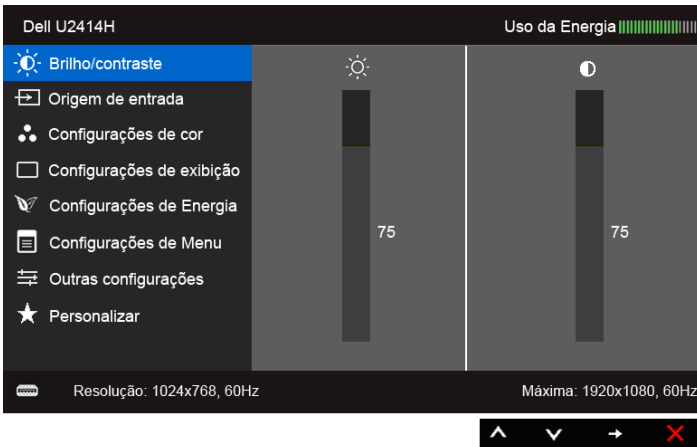 Dell U2414H
Uso da Energia
Brilho/contraste
Origem de entrada
Configurações de cor
Configurações de exibição
Configurações de Energia
Configurações de Menu
Outras configurações
Personalizar
75
75
Resolução: 1024x768, 60Hz
Máxima: 1920x1080, 60Hz